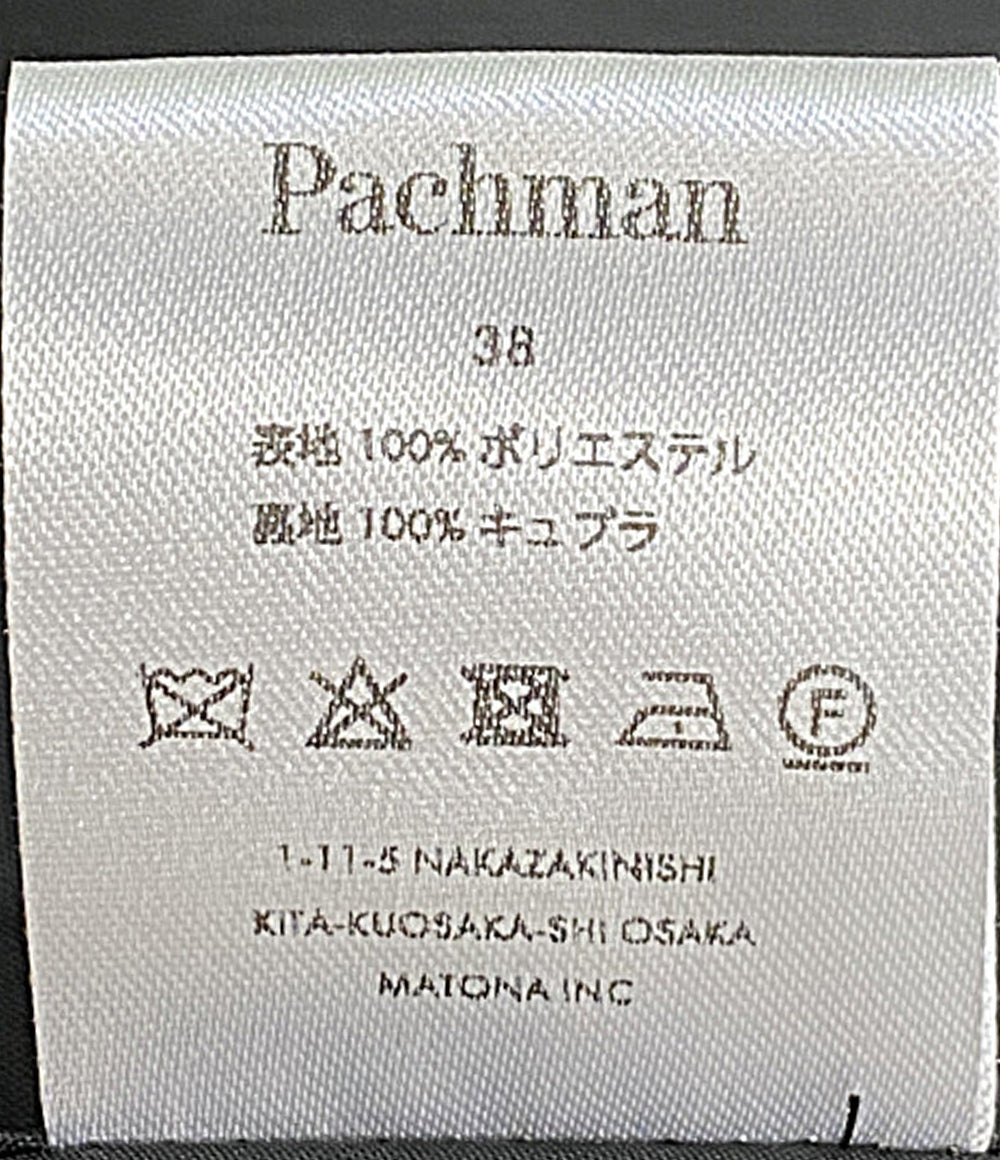 Pachman
38
表地 100% ポリエステル
裏地 100% キュプラ
F
1-11-5 NAKAZAKINISHI
KITA-KUOSAKA-SHI OSAKA
MATONA INC